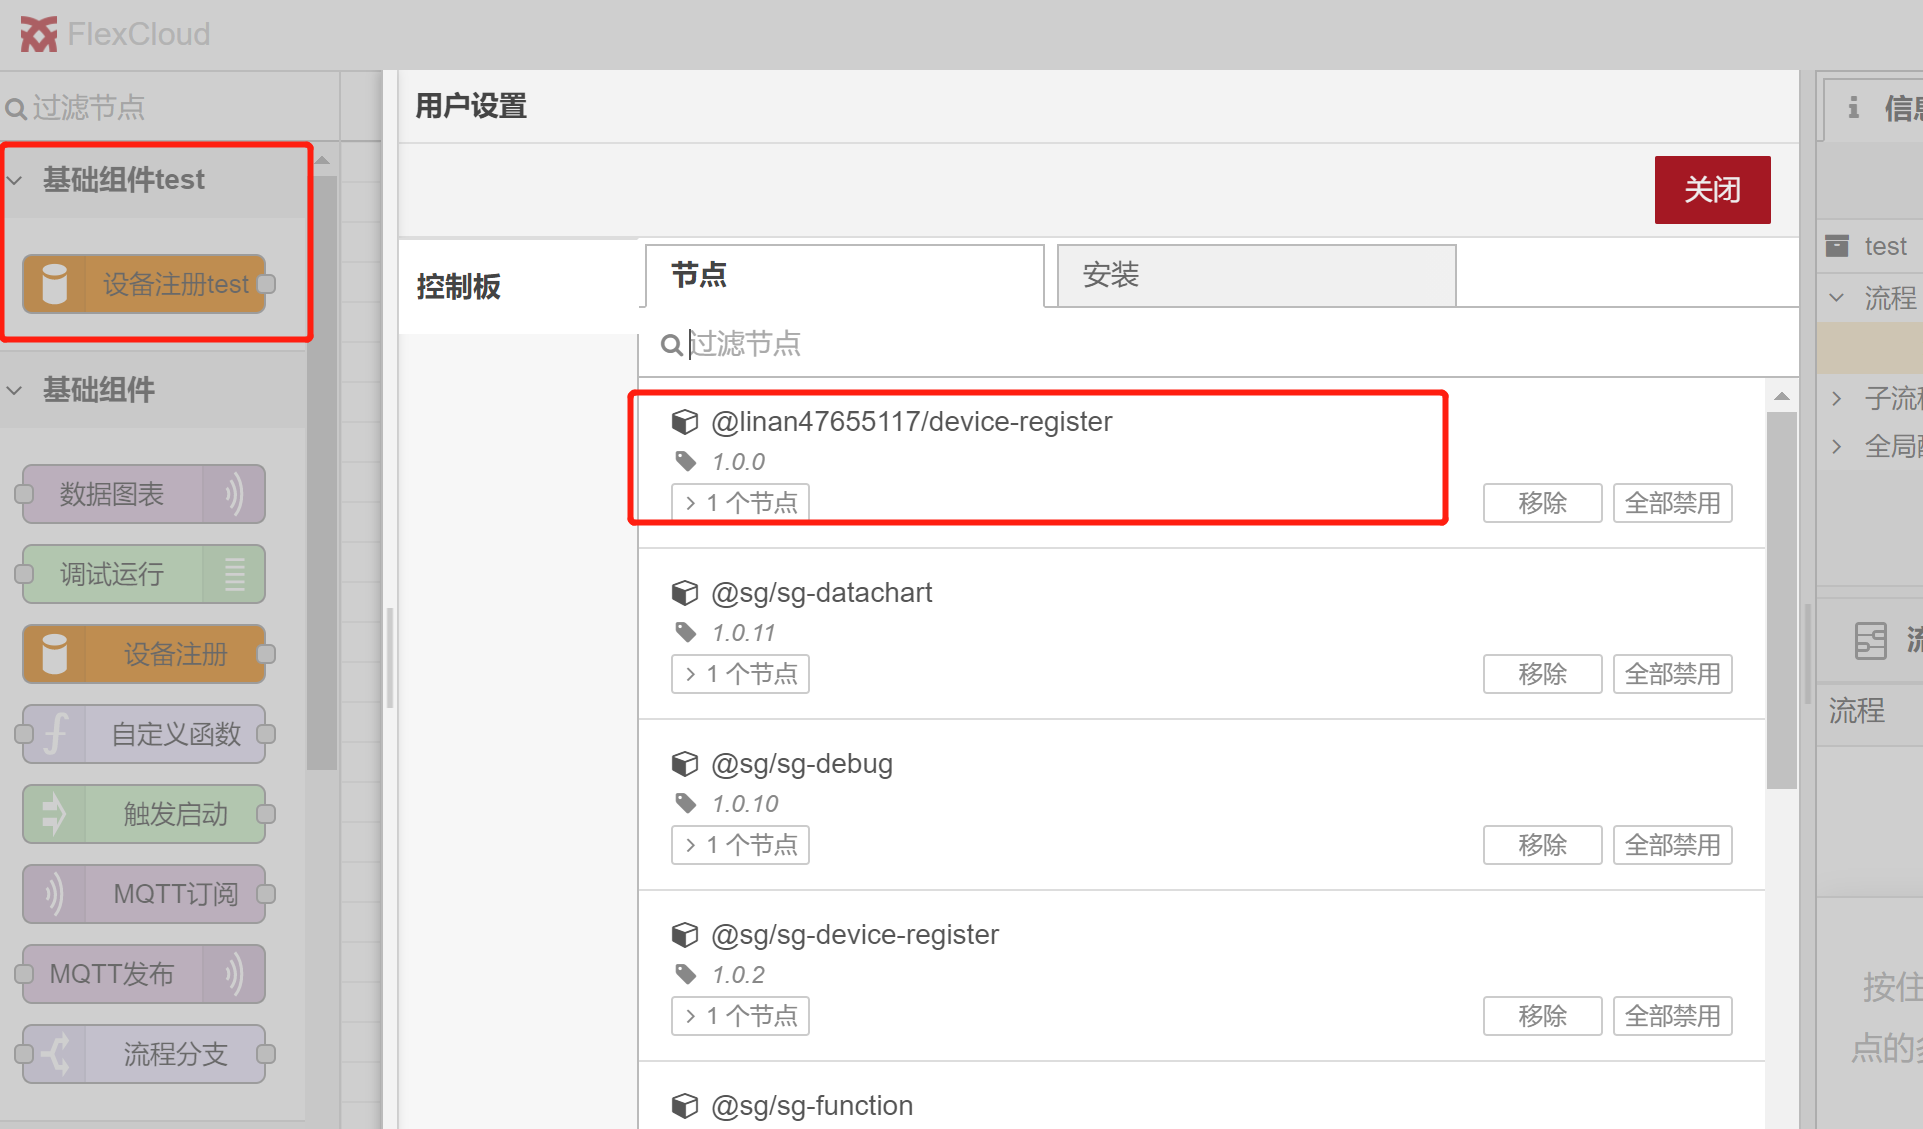 FlexCloud
过滤节点
基础组件test
设备注册test
基础组件
数据图表
调试运行
设备注册
自定义函数
触发启动
MQTT订阅
MQTT发布
流程分支
用户设置
关闭
控制板
节点
安装
过滤节点
@linan47655117/device-register
1.0.0
1 个节点
移除
全部禁用
@sg/sg-datachart
1.0.11
1 个节点
移除
全部禁用
@sg/sg-debug
1.0.10
1 个节点
移除
全部禁用
@sg/sg-device-register
1.0.2
1 个节点
移除
全部禁用
@sg/sg-function
信息
test
流程
子流程
全局
流程
按住
点的